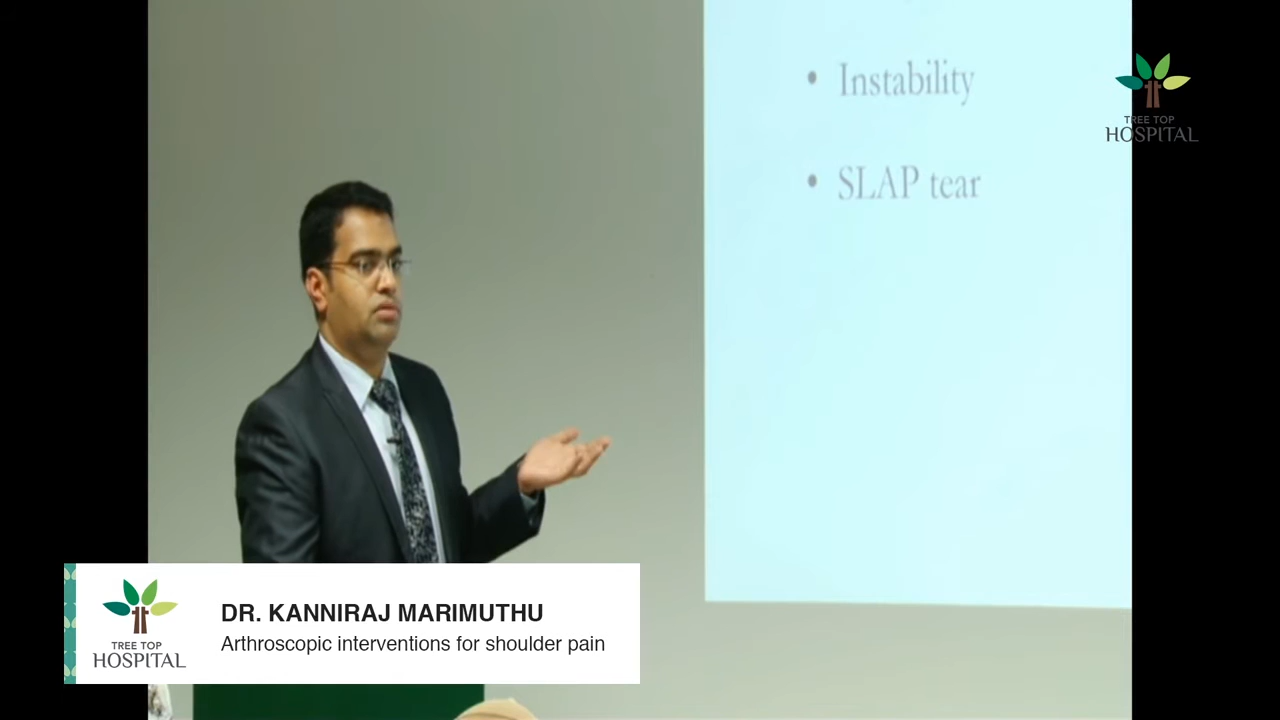 • Instability
• SLAP tear
TREE TOP
HOSPITAL
DR. KANNIRAJ MARIMUTHU
Arthroscopic interventions for shoulder pain
TREE TOP
HOSPITAL